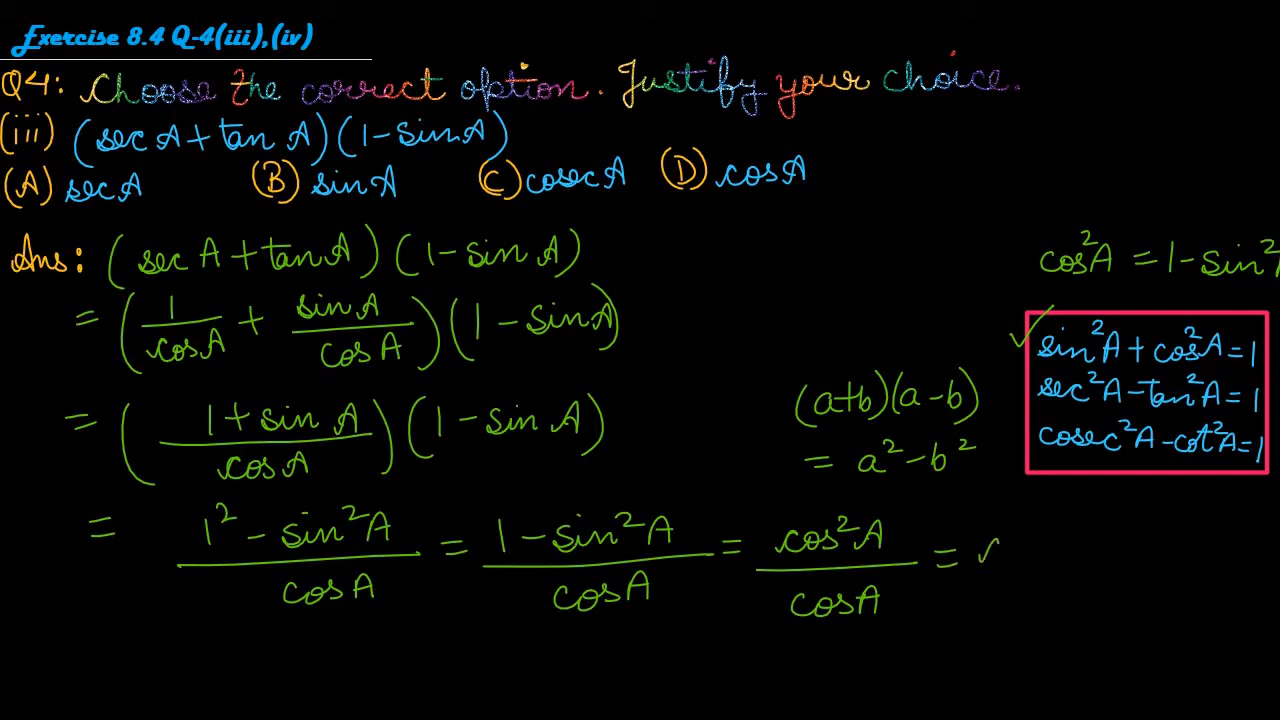 Exercise 8.4 Q-4(iii),(iv)
Q4: Choose the correct option. Justify your choice.
(iii) (sec A + tan A)(1 - sin A)
(A) sec A (B) sin A (C) cosec A (D) cos A
Ans: (sec A + tan A)(1 - sin A)
= (1/cos A + sin A/cos A)(1 - sin A)
= ((1 + sin A)/cos A)(1 - sin A)
= (1² - sin²A)/cos A = (1 - sin²A)/cos A = cos²A/cos A =
(a+b)(a-b)
= a² - b²
cos²A = 1 - sin²
✓ sin²A + cos²A = 1
sec²A - tan²A = 1
cosec²A - cot²A = 1